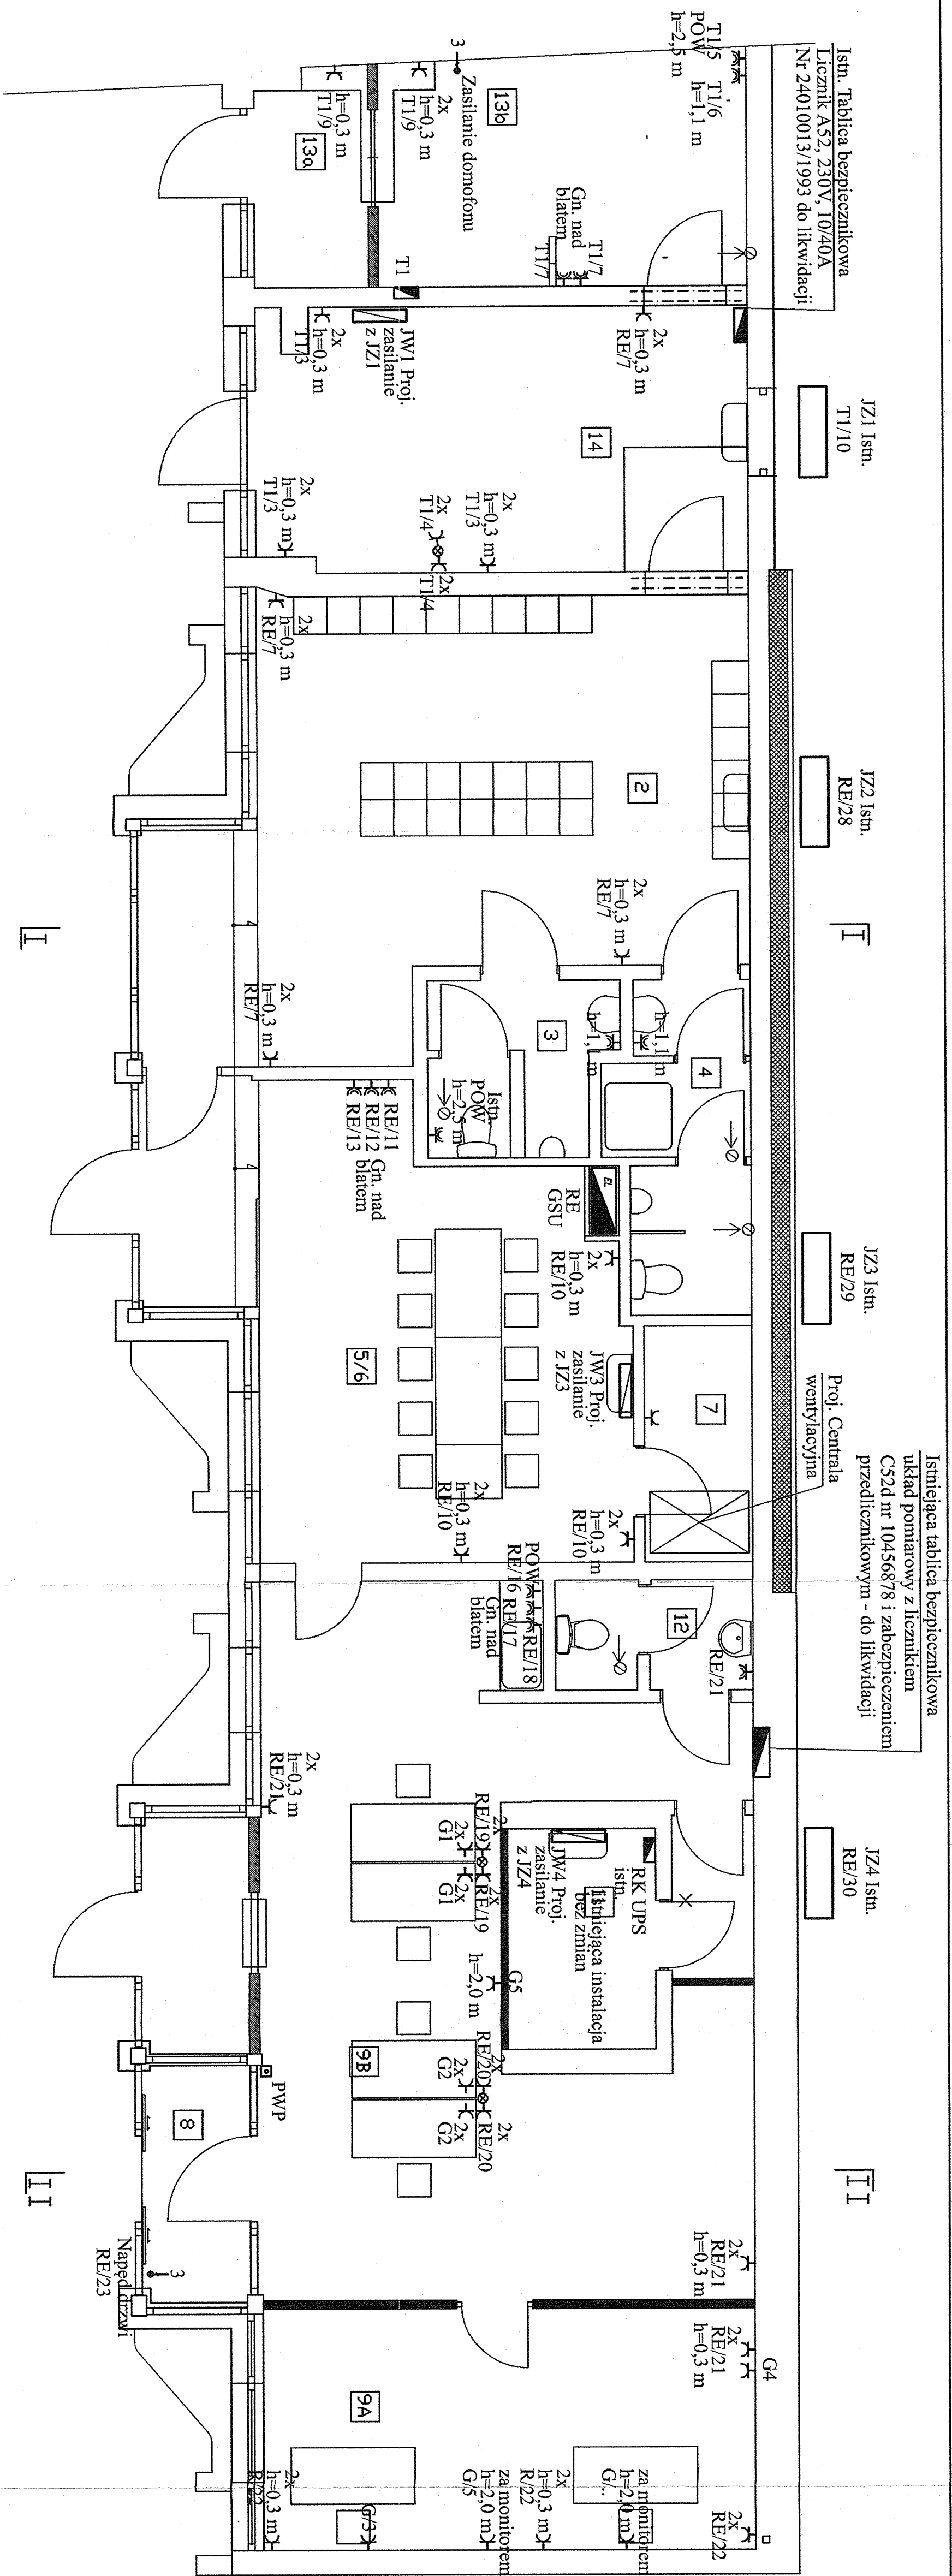 Istn. Tablica bezpiecznikowa
Licznik A52, 230V, 10/40A
Nr 24010013/1993 do likwidacji
JZ1 Istn.
T1/10
JZ2 Istn.
RE/28
JZ3 Istn.
RE/29
Proj. Centrala
wentylacyjna
Istniejąca tablica bezpiecznikowa
układ pomiarowy z licznikiem
C52d nr 10456878 i zabezpieczeniem
przedlicznikowym - do likwidacji
JZ4 Istn.
RE/30
I
I
II
II
T1/5
POW
h=2,5 m
T1/6
h=1,1 m
13b
3
Zasilanie domofonu
2x
h=0,3 m
T1/9
h=0,3 m
T1/9
13a
Gn. nad
blatem
T1/7
T1/7
T1
2x
h=0,3 m
RE/7
JW1 Proj.
zasilanie
z JZ1
2x
h=0,3 m
T1/3
14
2x
h=0,3 m
T1/3
2x
T1/4
2x
T1/4
2x
h=0,3 m
T1/3
2x
h=0,3 m
RE/7
2
2x
h=0,3 m
RE/7
2x
h=0,3 m
RE/7
4
4
3
4
h=1,1 m
h=1,1 m
Istn.
POW
h=2,5 m
RE/11
RE/12
RE/13
Gn. nad
blatem
EL
RE
GSU
2x
h=0,3 m
RE/10
5/6
JW3 Proj.
zasilanie
z JZ3
7
2x
h=0,3 m
RE/10
2x
h=0,3 m
RE/10
POW
RE/16
RE/17
RE/18
Gn. nad
blatem
12
RE/21
2x
h=0,3 m
RE/21
2x
RE/19
2x
G1
2x
RE/19
2x
G1
JW4 Proj.
zasilanie
z JZ4
RK UPS
istn.
11
Istniejąca instalacja
bez zmian
G5
h=2,0 m
9B
2x
RE/20
2x
G2
2x
RE/20
2x
G2
PWP
8
3
Napęd drzwi
RE/23
2x
RE/21
h=0,3 m
2x
RE/21
h=0,3 m
G4
9A
2x
RE/22
za monitorem
h=2,0 m
G/..
2x
h=0,3 m
R/22
za monitorem
h=2,0 m
G/5
G/3
2x
h=0,3 m
R/22